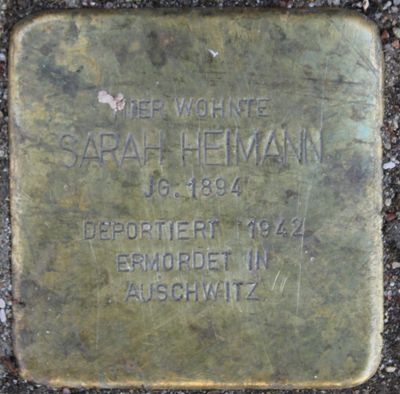 HIER WOHNTE
SARAH HEIMANN
JG. 1894
DEPORTIERT 1942
ERMORDET IN
AUSCHWITZ